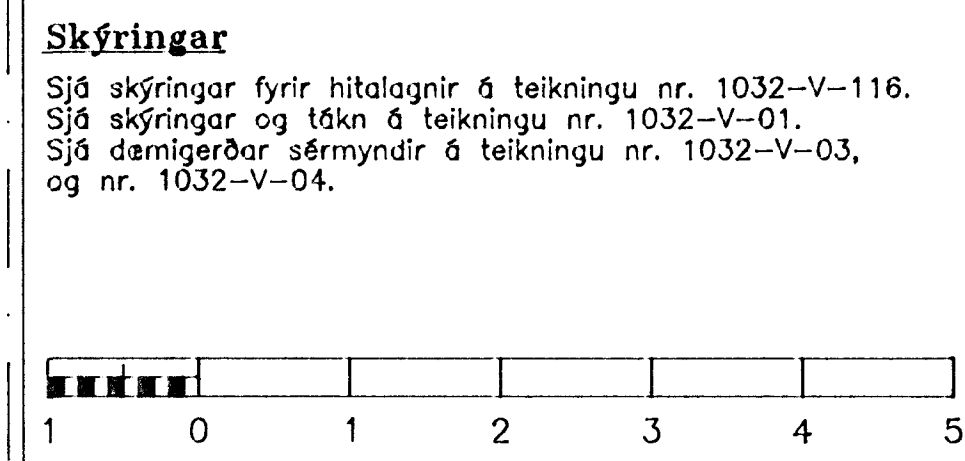 Skýringar
Sjá skýringar fyrir hitalagnir á teikningu nr. 1032-V-116.
Sjá skýringar og tákn á teikningu nr. 1032-V-01.
Sjá dæmigerðar sérmyndir á teikningu nr. 1032-V-03,
og nr. 1032-V-04.
1 0 1 2 3 4 5